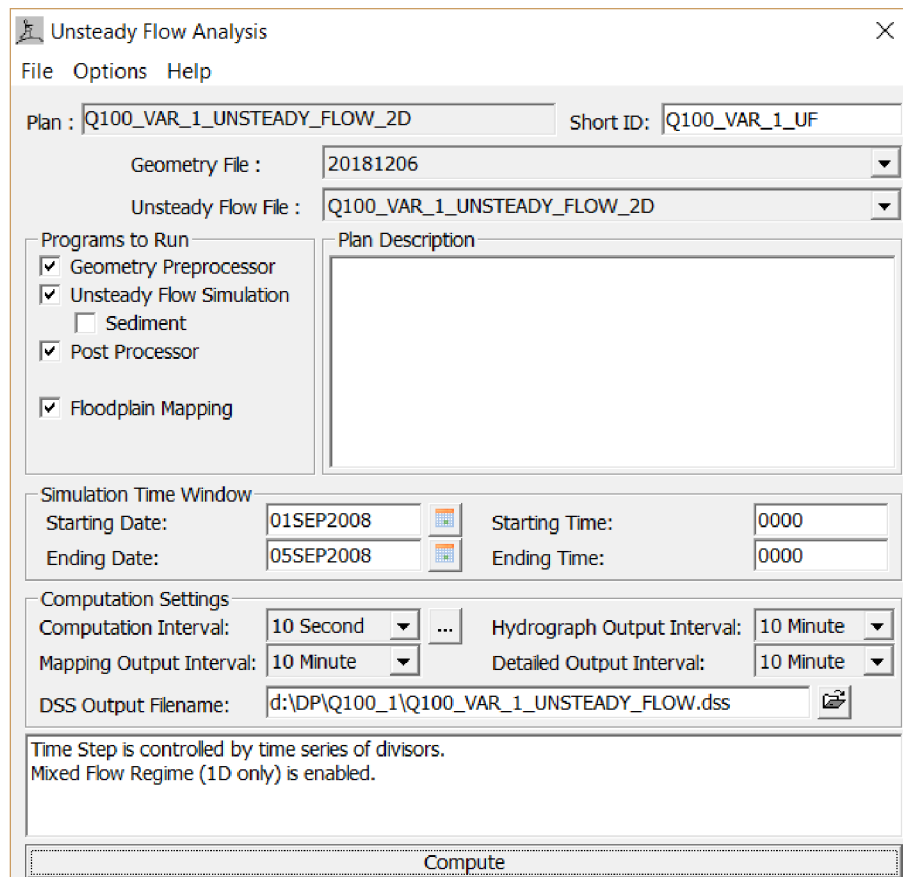 Unsteady Flow Analysis
File Options Help
Plan : Q100_VAR_1_UNSTEADY_FLOW_2D Short ID: Q100_VAR_1_UF
Geometry File : 20181206
Unsteady Flow File : Q100_VAR_1_UNSTEADY_FLOW_2D
Programs to Run
Geometry Preprocessor
Unsteady Flow Simulation
Sediment
Post Processor
Floodplain Mapping
Plan Description
Simulation Time Window
Starting Date: 01SEP2008 Starting Time: 0000
Ending Date: 05SEP2008 Ending Time: 0000
Computation Settings
Computation Interval: 10 Second ... Hydrograph Output Interval: 10 Minute
Mapping Output Interval: 10 Minute Detailed Output Interval: 10 Minute
DSS Output Filename: d:\DP\Q100_1\Q100_VAR_1_UNSTEADY_FLOW.dss
Time Step is controlled by time series of divisors.
Mixed Flow Regime (1D only) is enabled.
Compute